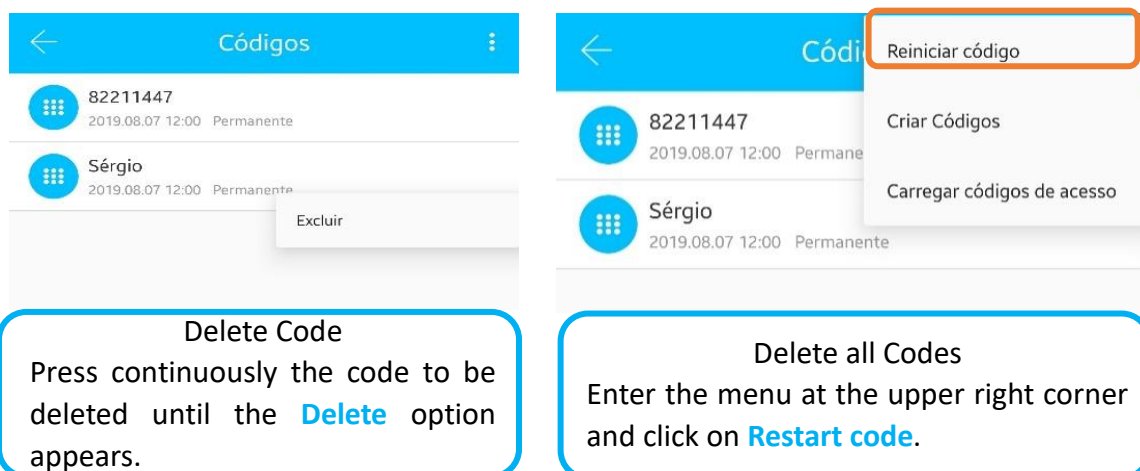 Códigos
82211447
2019.08.07 12:00 Permanente
Sérgio
2019.08.07 12:00 Permanente
Excluir
Delete Code
Press continuously the code to be
deleted until the Delete option
appears.
Códi
Reiniciar código
Criar Códigos
Carregar códigos de acesso
82211447
2019.08.07 12:00 Permane
Sérgio
2019.08.07 12:00 Permanente
Delete all Codes
Enter the menu at the upper right corner
and click on Restart code.